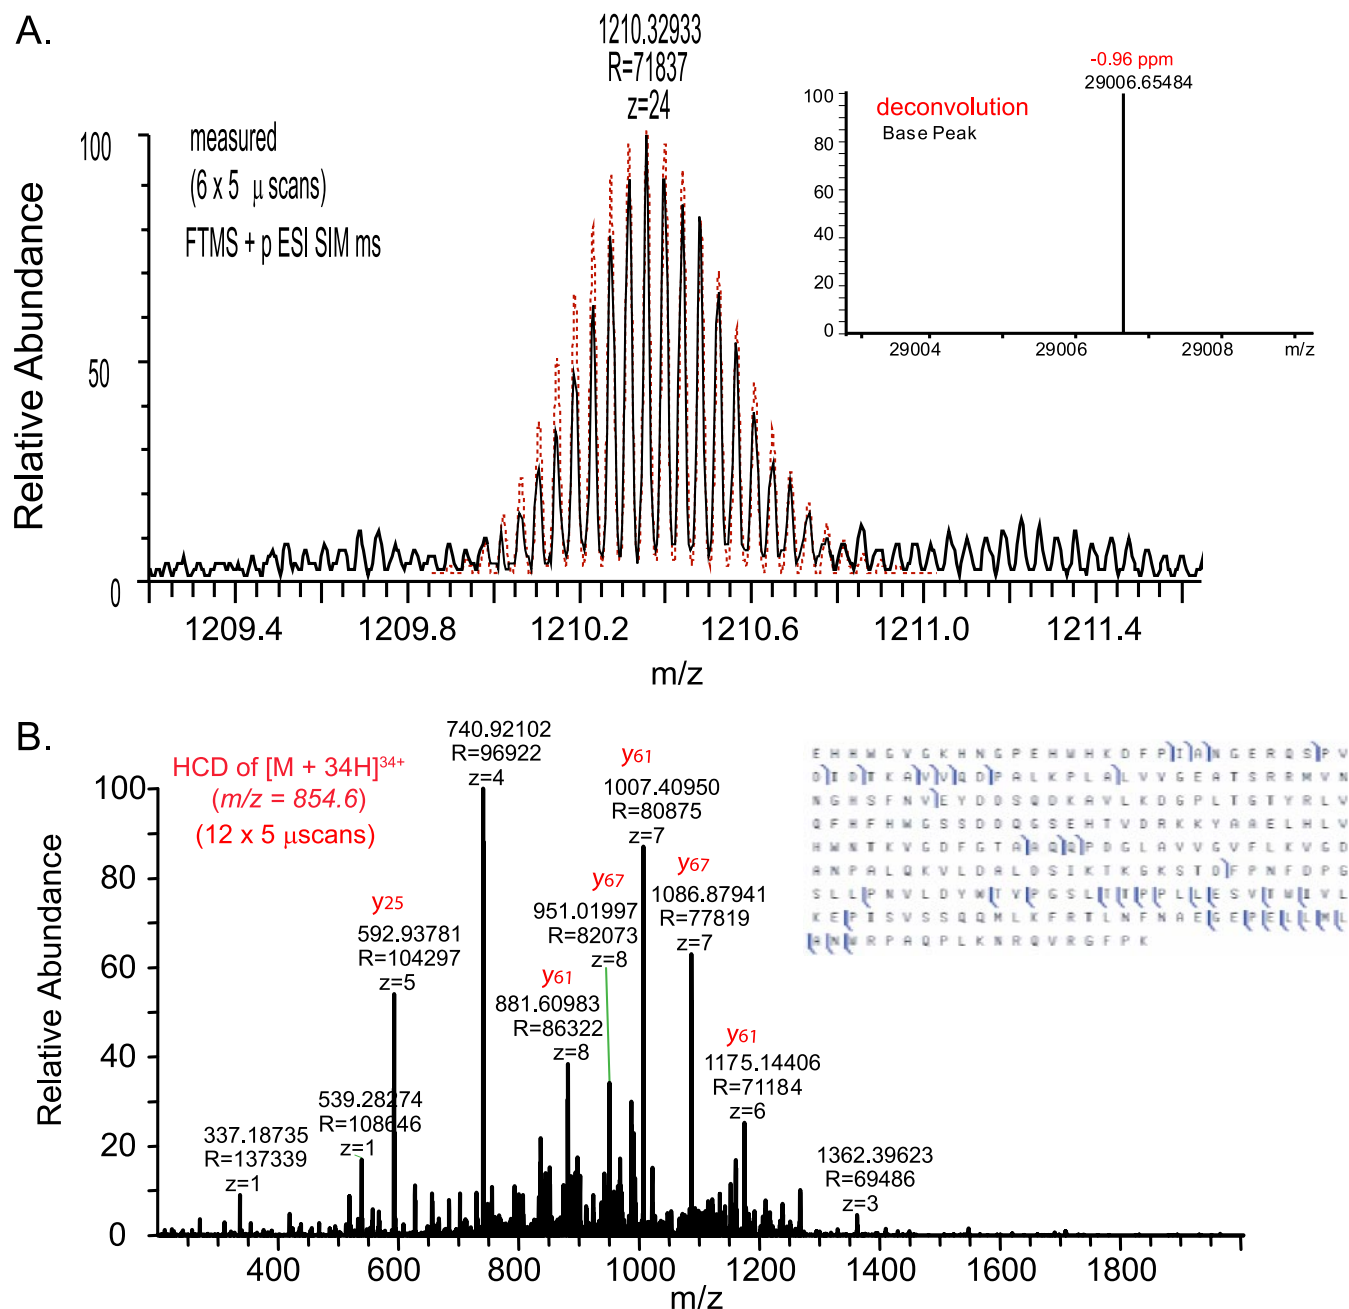 A.
1210.32933
R=71837
z=24
measured
(6 x 5 μ scans)
FTMS + p ESI SIM ms
-0.96 ppm
29006.65484
deconvolution
Base Peak
100
80
60
40
20
0
29004
29006
29008
m/z
Relative Abundance
100
50
0
1209.4
1209.8
1210.2
1210.6
1211.0
1211.4
m/z
B.
HCD of [M + 34H]34+
(m/z = 854.6)
(12 x 5 μscans)
740.92102
R=96922
z=4
y61
1007.40950
R=80875
z=7
y67
1086.87941
R=77819
z=7
y67
951.01997
R=82073
z=8
y25
592.93781
R=104297
z=5
y61
881.60983
R=86322
z=8
y61
1175.14406
R=71184
z=6
539.28274
R=108646
z=1
337.18735
R=137339
z=1
1362.39623
R=69486
z=3
E H H W G V G K H N G P E H W H K D F P I A N G E R Q S P V
D I D T K A V V V Q D P A L K P L A L V V G E A T S R R M V N
N G H S F N V E Y D D S Q D K A V L K D G P L T G T Y R L V
Q F H F H W G S S D D Q G S E H T V D R K K Y A A E L H L V
H W N T K V G D F G T A A Q Q P D G L A V V G V F L K V G D
A N P A L Q K V L D A L D S I K T K G K S T D F P N F D P G
S L L P N V L D Y W T Y P G S L T T P P L L E S V T W I V L
K E P T S V S S Q Q M L K F R T L N F N A E G E P E L L M L
A N W R P A Q P L K N R Q V R G F P K
Relative Abundance
100
80
60
40
20
0
400
600
800
1000
1200
1400
1600
1800
m/z